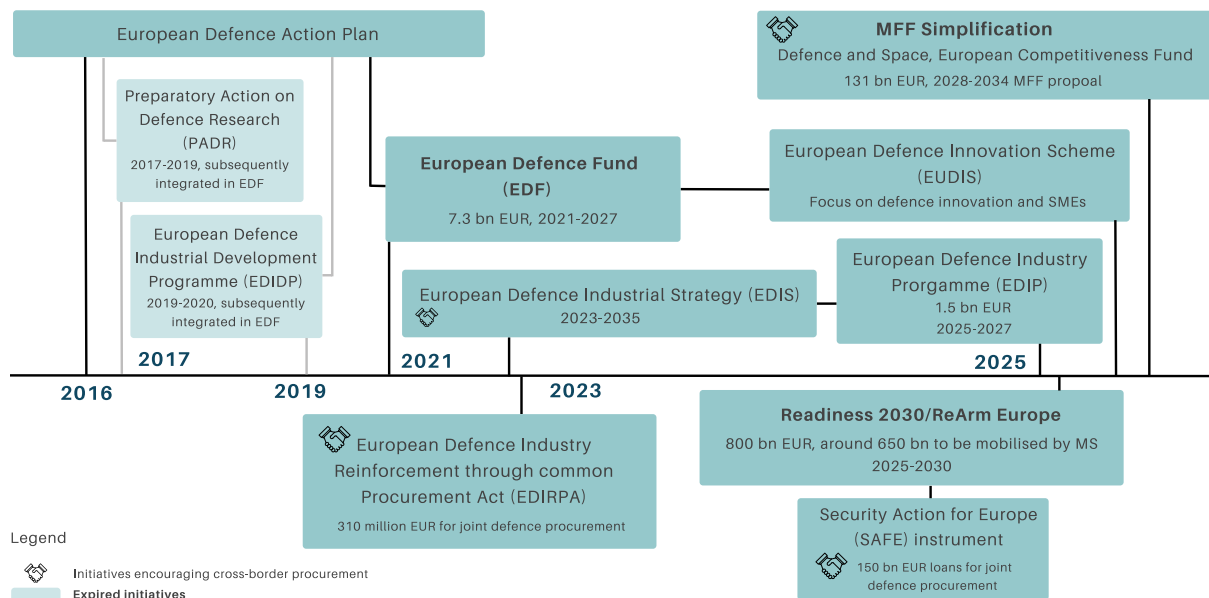 European Defence Action Plan
MFF Simplification
Defence and Space, European Competitiveness Fund
131 bn EUR, 2028-2034 MFF propoal
Preparatory Action on
Defence Research
(PADR)
2017-2019, subsequently
integrated in EDF
European Defence Fund
(EDF)
7.3 bn EUR, 2021-2027
European Defence Innovation Scheme
(EUDIS)
Focus on defence innovation and SMEs
European Defence
Industrial Development
Programme (EDIDP)
2019-2020, subsequently
integrated in EDF
European Defence Industrial Strategy (EDIS)
2023-2035
European Defence Industry
Prorgamme (EDIP)
1.5 bn EUR
2025-2027
2016
2017
2019
2021
2023
2025
European Defence Industry
Reinforcement through common
Procurement Act (EDIRPA)
310 million EUR for joint defence procurement
Readiness 2030/ReArm Europe
800 bn EUR, around 650 bn to be mobilised by MS
2025-2030
Security Action for Europe
(SAFE) instrument
150 bn EUR loans for joint
defence procurement
Legend
Initiatives encouraging cross-border procurement
Expired initiatives